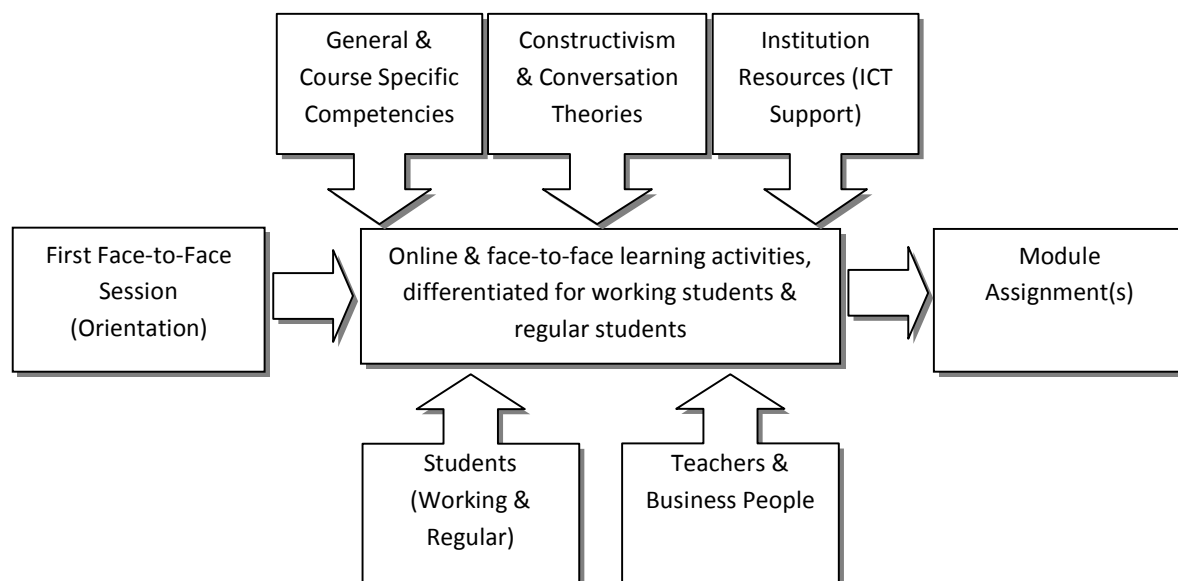 General &
Course Specific
Competencies
Constructivism
& Conversation
Theories
Institution
Resources (ICT
Support)
First Face-to-Face
Session
(Orientation)
Online & face-to-face learning activities,
differentiated for working students &
regular students
Module
Assignment(s)
Students
(Working &
Regular)
Teachers &
Business People